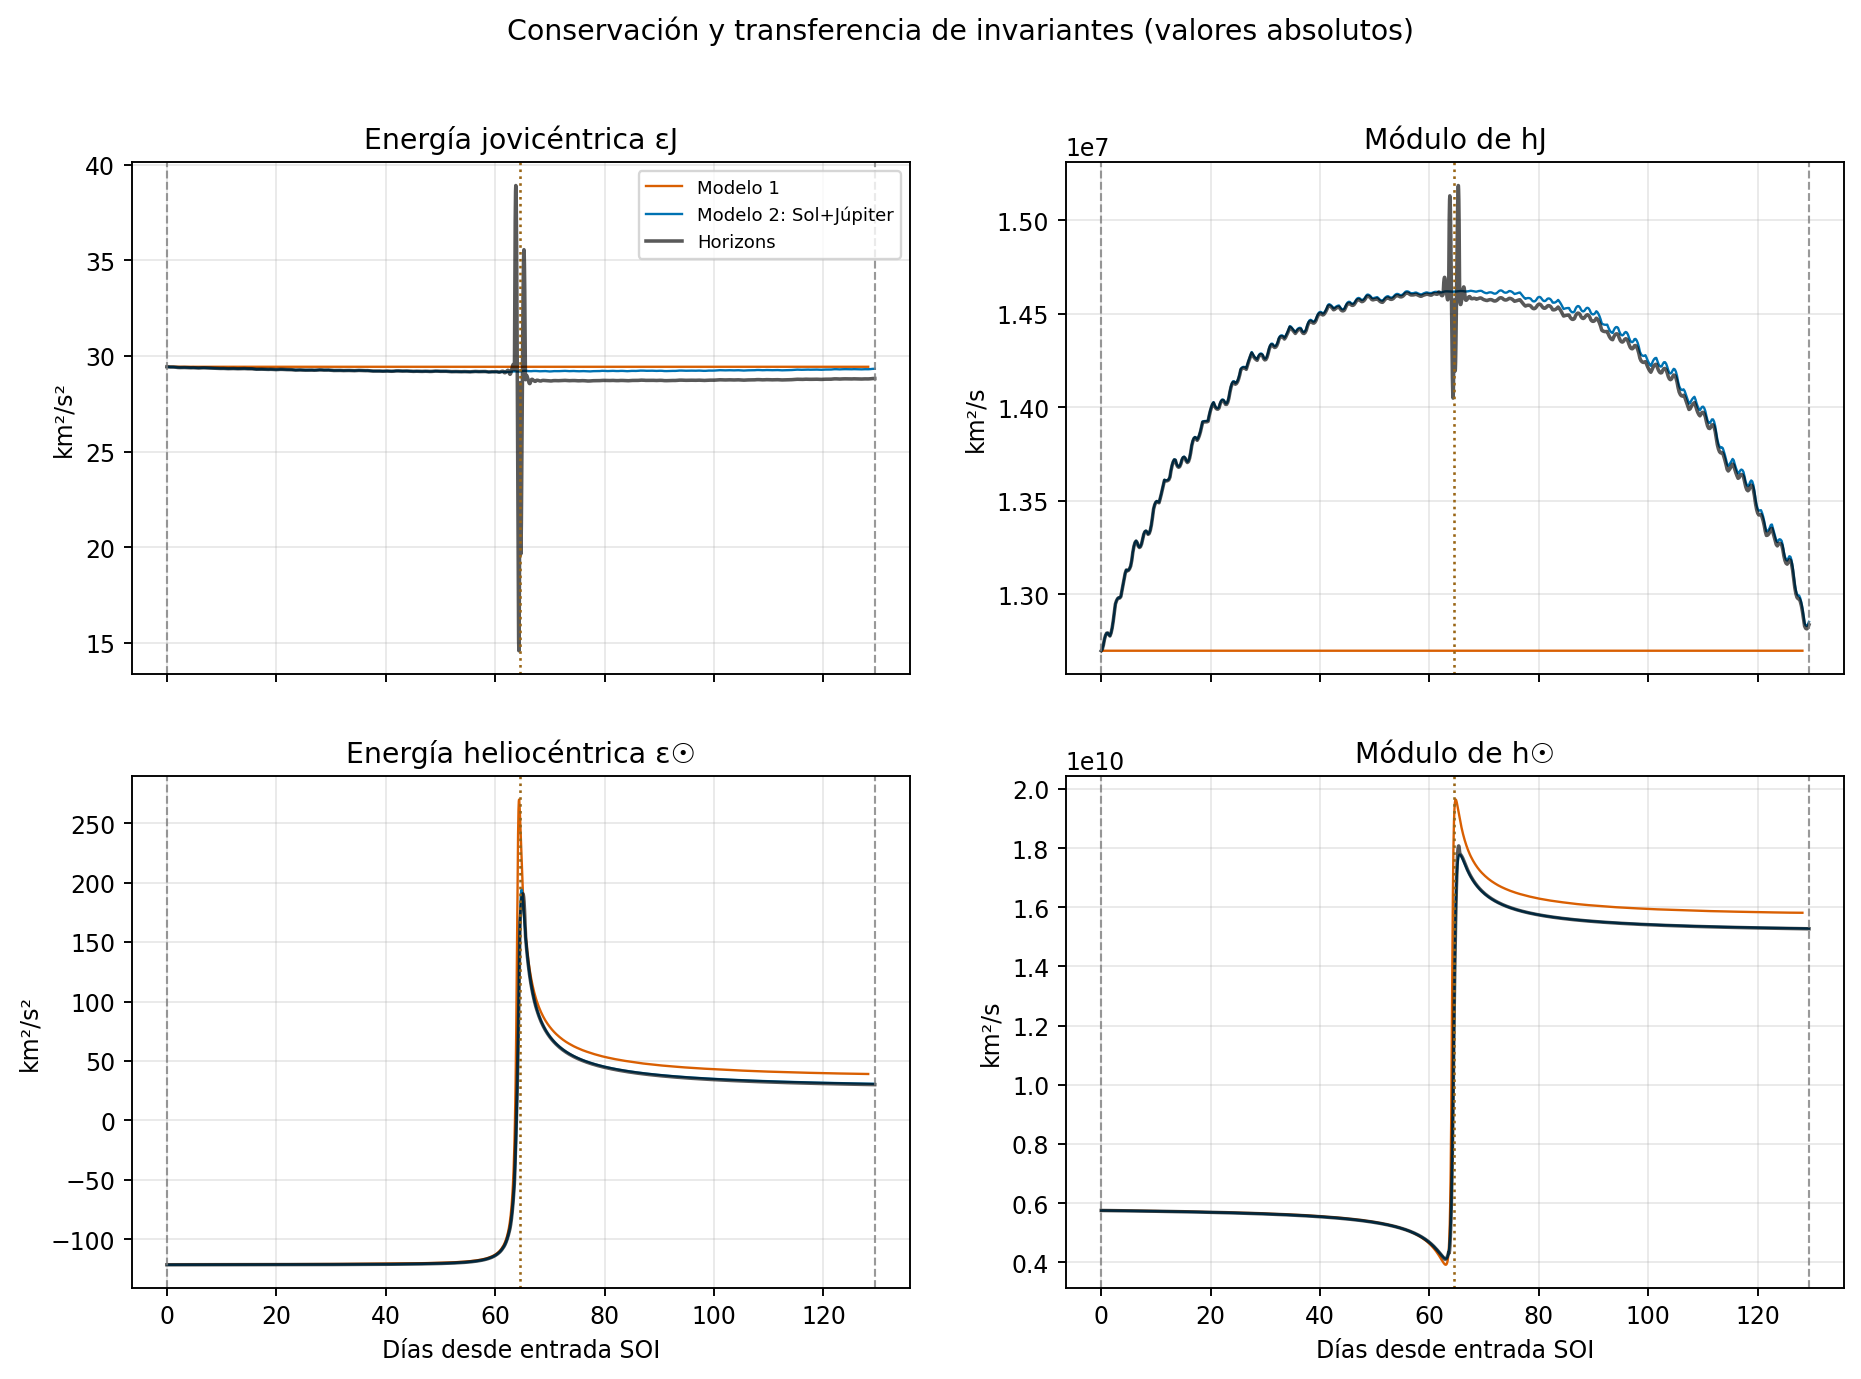 Conservación y transferencia de invariantes (valores absolutos)
Energía jovicéntrica εJ
40
35
30
25
20
15
km²/s²
Modelo 1
Modelo 2: Sol+Júpiter
Horizons
Módulo de hJ
1e7
1.50
1.45
1.40
1.35
1.30
km²/s
Energía heliocéntrica ε☉
250
200
150
100
50
0
−50
−100
km²/s²
0 20 40 60 80 100 120
Días desde entrada SOI
Módulo de h☉
1e10
2.0
1.8
1.6
1.4
1.2
1.0
0.8
0.6
0.4
km²/s
0 20 40 60 80 100 120
Días desde entrada SOI